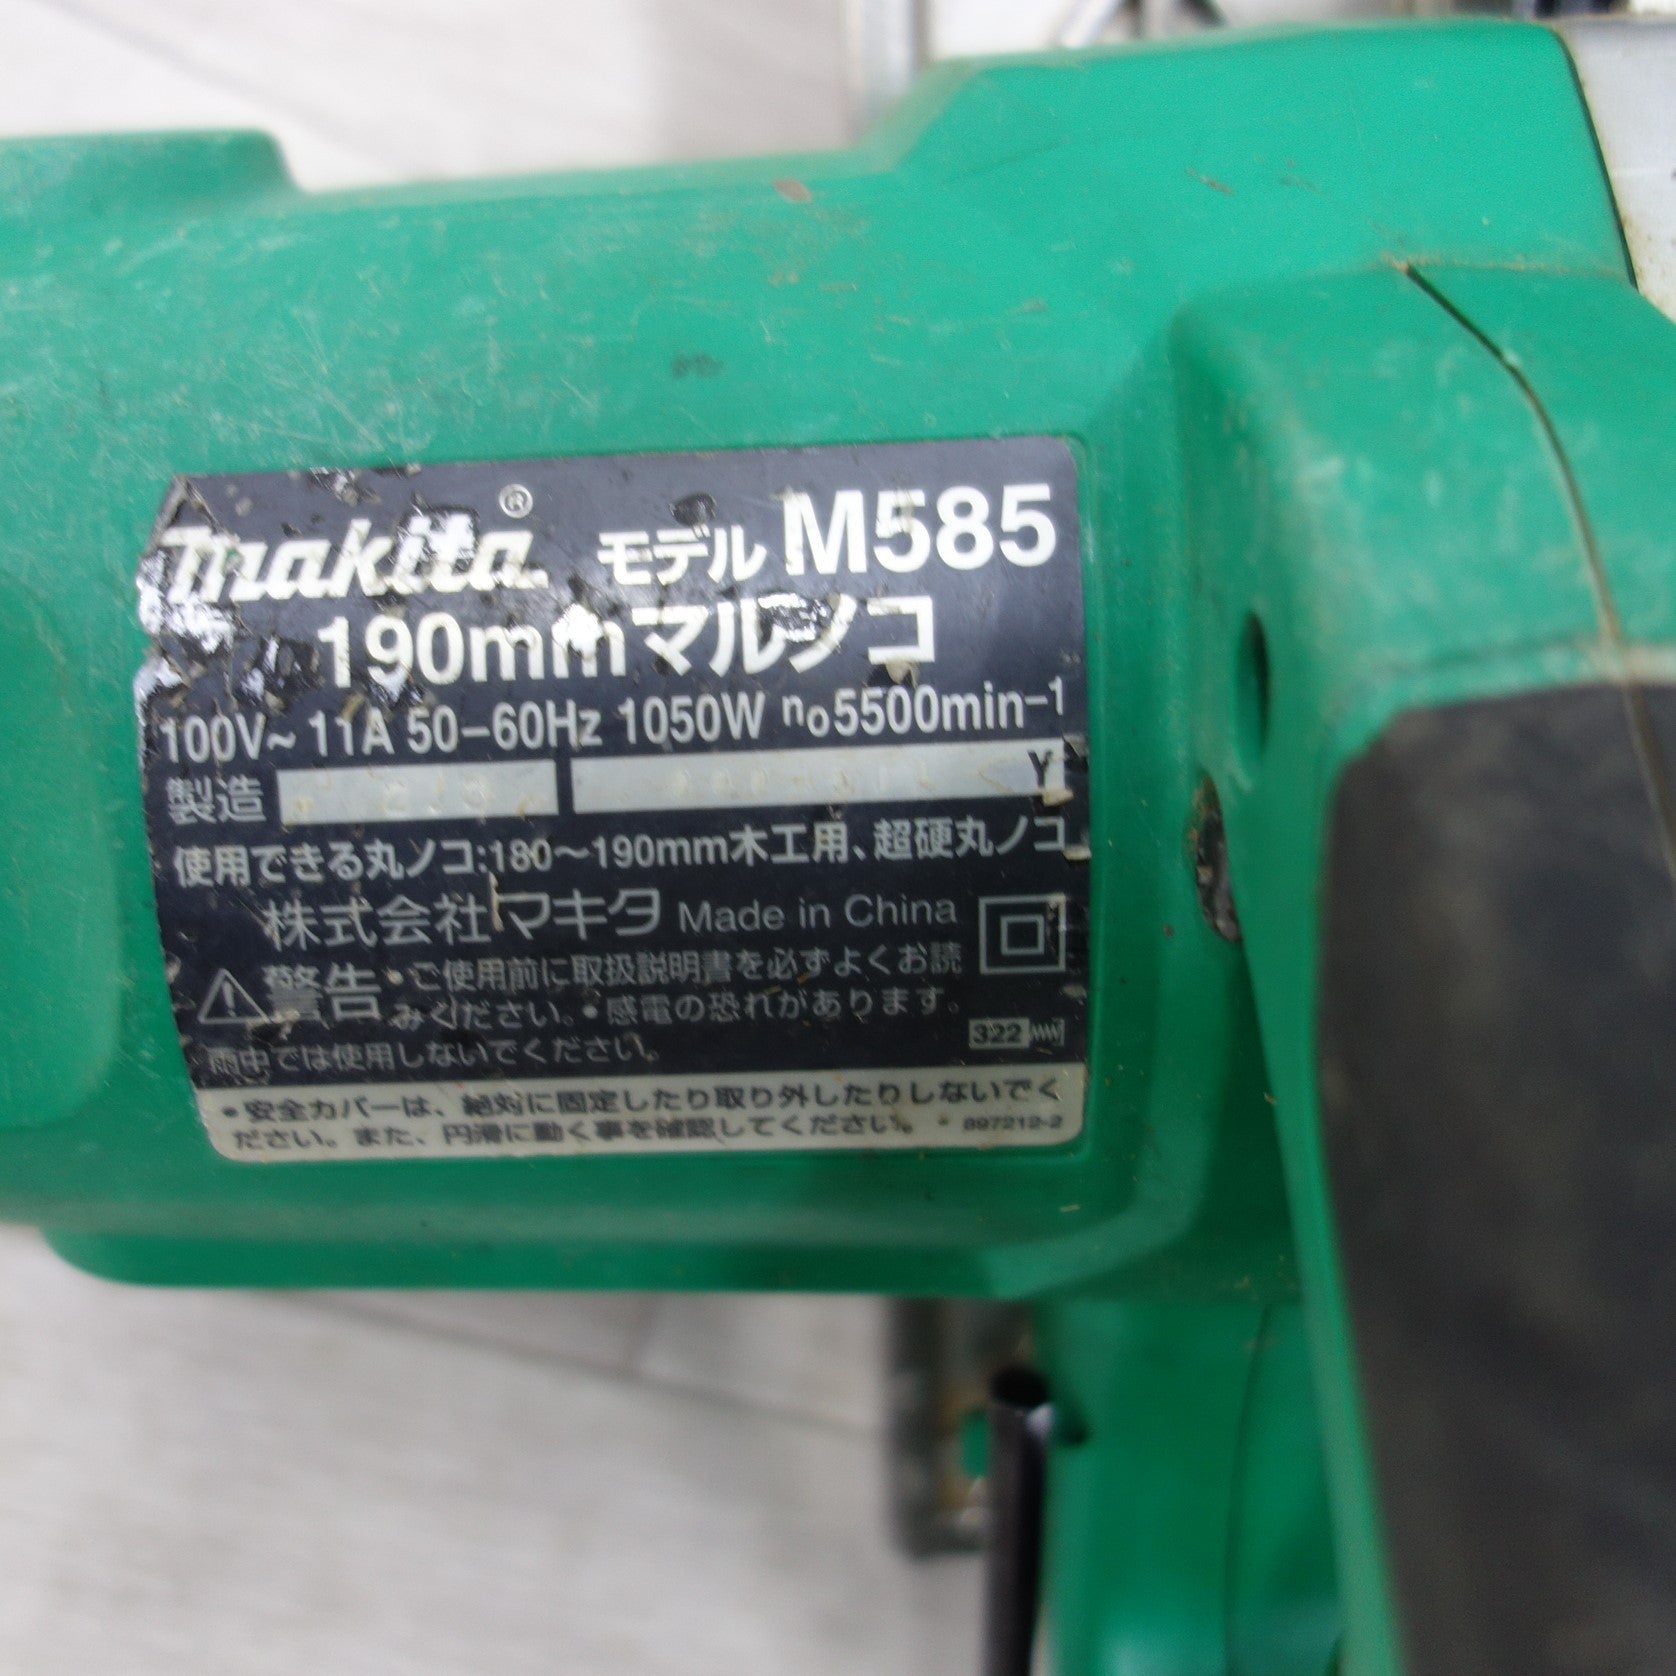 makita® モデル M585
190mmマルノコ
100V~ 11A 50-60Hz 1050W n₀5500min-1
製造 Y
使用できる丸ノコ:180~190mm木工用、超硬丸ノコ
株式会社マキタ Made in China
警告 ・ご使用前に取扱説明書を必ずよくお読
みください。・感電の恐れがあります。
雨中では使用しないでください。
322
・安全カバーは、絶対に固定したり取り外したりしないでく
ださい。また、円滑に動く事を確認してください。 897212-2